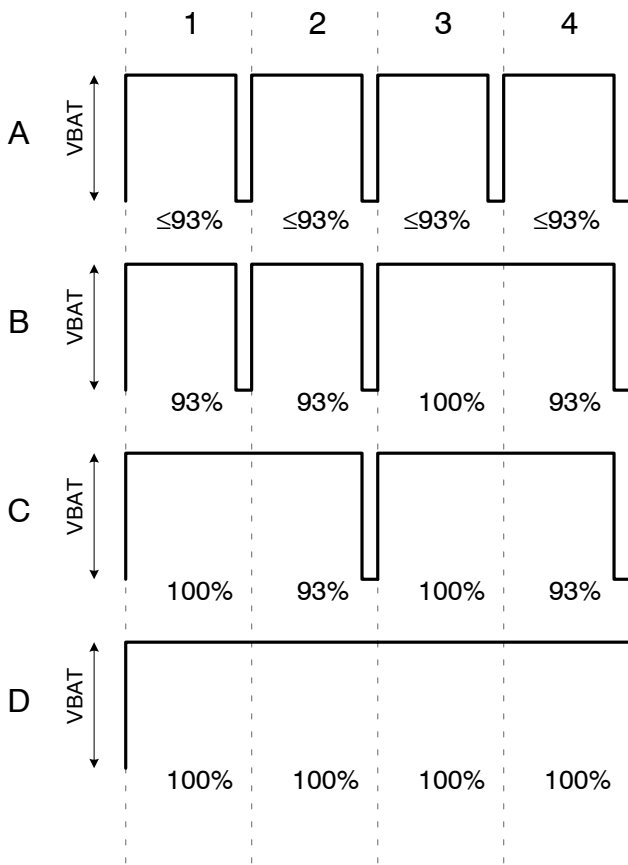 1 2 3 4
A VBAT
≤93% ≤93% ≤93% ≤93%
B VBAT
93% 93% 100% 93%
C VBAT
100% 93% 100% 93%
D VBAT
100% 100% 100% 100%